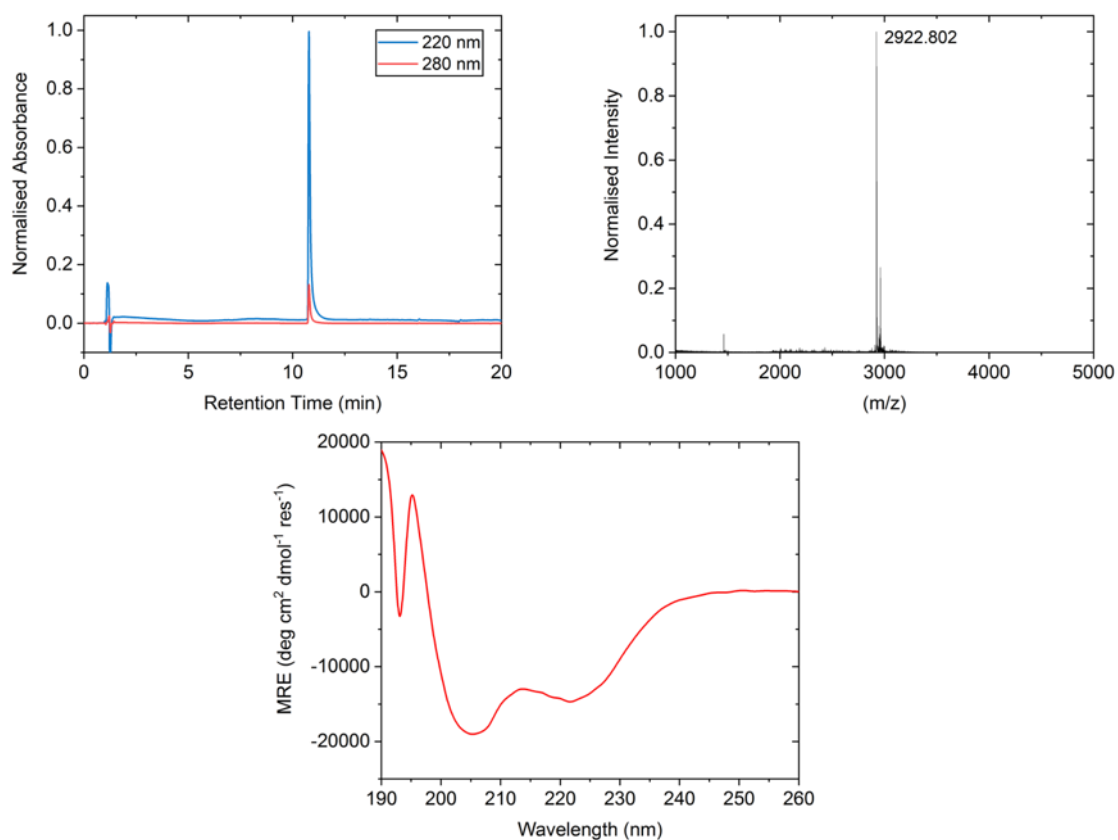 Normalised Absorbance
1.0
0.8
0.6
0.4
0.2
0.0
220 nm
280 nm
0 5 10 15 20
Retention Time (min)
Normalised Intensity
1.0
0.8
0.6
0.4
0.2
0.0
2922.802
1000 2000 3000 4000 5000
(m/z)
MRE (deg cm² dmol⁻¹ res⁻¹)
20000
10000
0
-10000
-20000
190 200 210 220 230 240 250 260
Wavelength (nm)